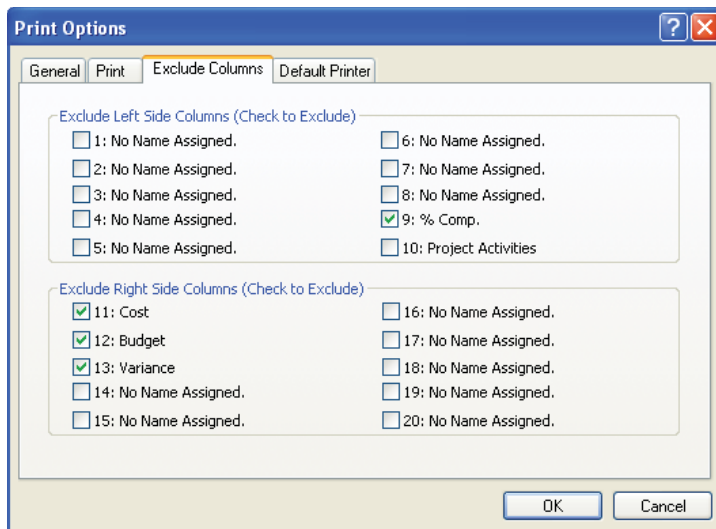 Print Options
General Print Exclude Columns Default Printer
Exclude Left Side Columns (Check to Exclude)
1: No Name Assigned. 6: No Name Assigned.
2: No Name Assigned. 7: No Name Assigned.
3: No Name Assigned. 8: No Name Assigned.
4: No Name Assigned. 9: % Comp.
5: No Name Assigned. 10: Project Activities
Exclude Right Side Columns (Check to Exclude)
11: Cost 16: No Name Assigned.
12: Budget 17: No Name Assigned.
13: Variance 18: No Name Assigned.
14: No Name Assigned. 19: No Name Assigned.
15: No Name Assigned. 20: No Name Assigned.
OK Cancel